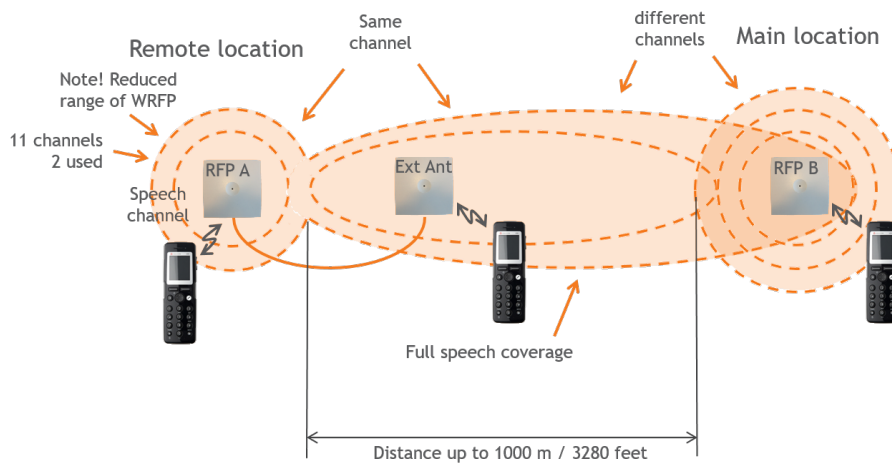 Remote location
Same
channel
different
channels
Main location
Note! Reduced
range of WRFP
11 channels
2 used
RFP A
Ext Ant
RFP B
Speech
channel
Full speech coverage
Distance up to 1000 m / 3280 feet